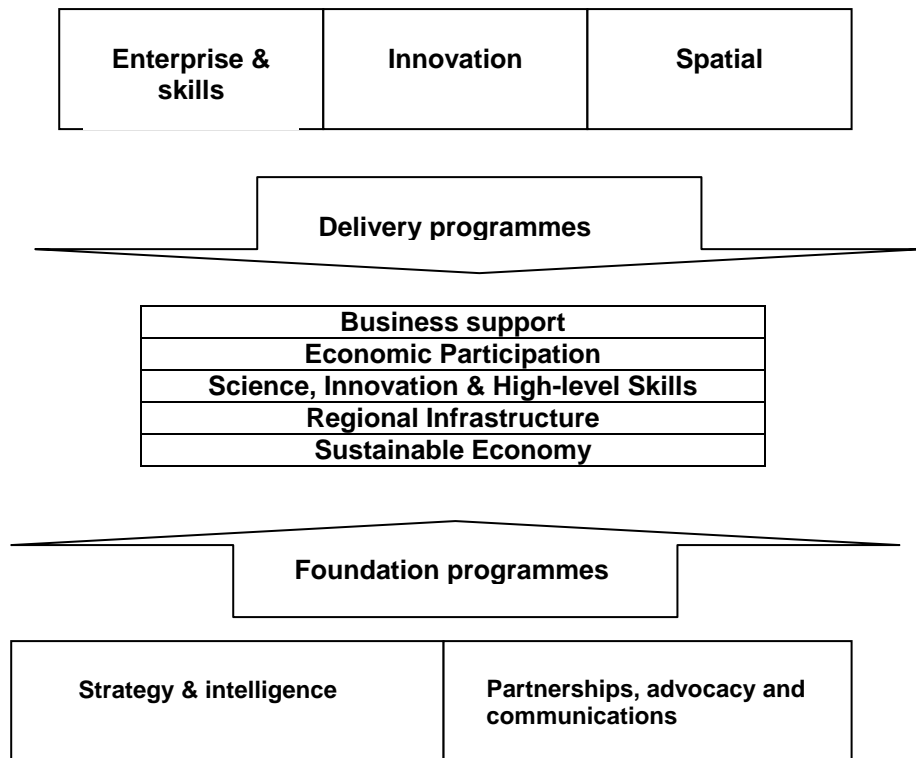 Enterprise &
skills
Innovation
Spatial
Delivery programmes
Business support
Economic Participation
Science, Innovation & High-level Skills
Regional Infrastructure
Sustainable Economy
Foundation programmes
Strategy & intelligence
Partnerships, advocacy and
communications